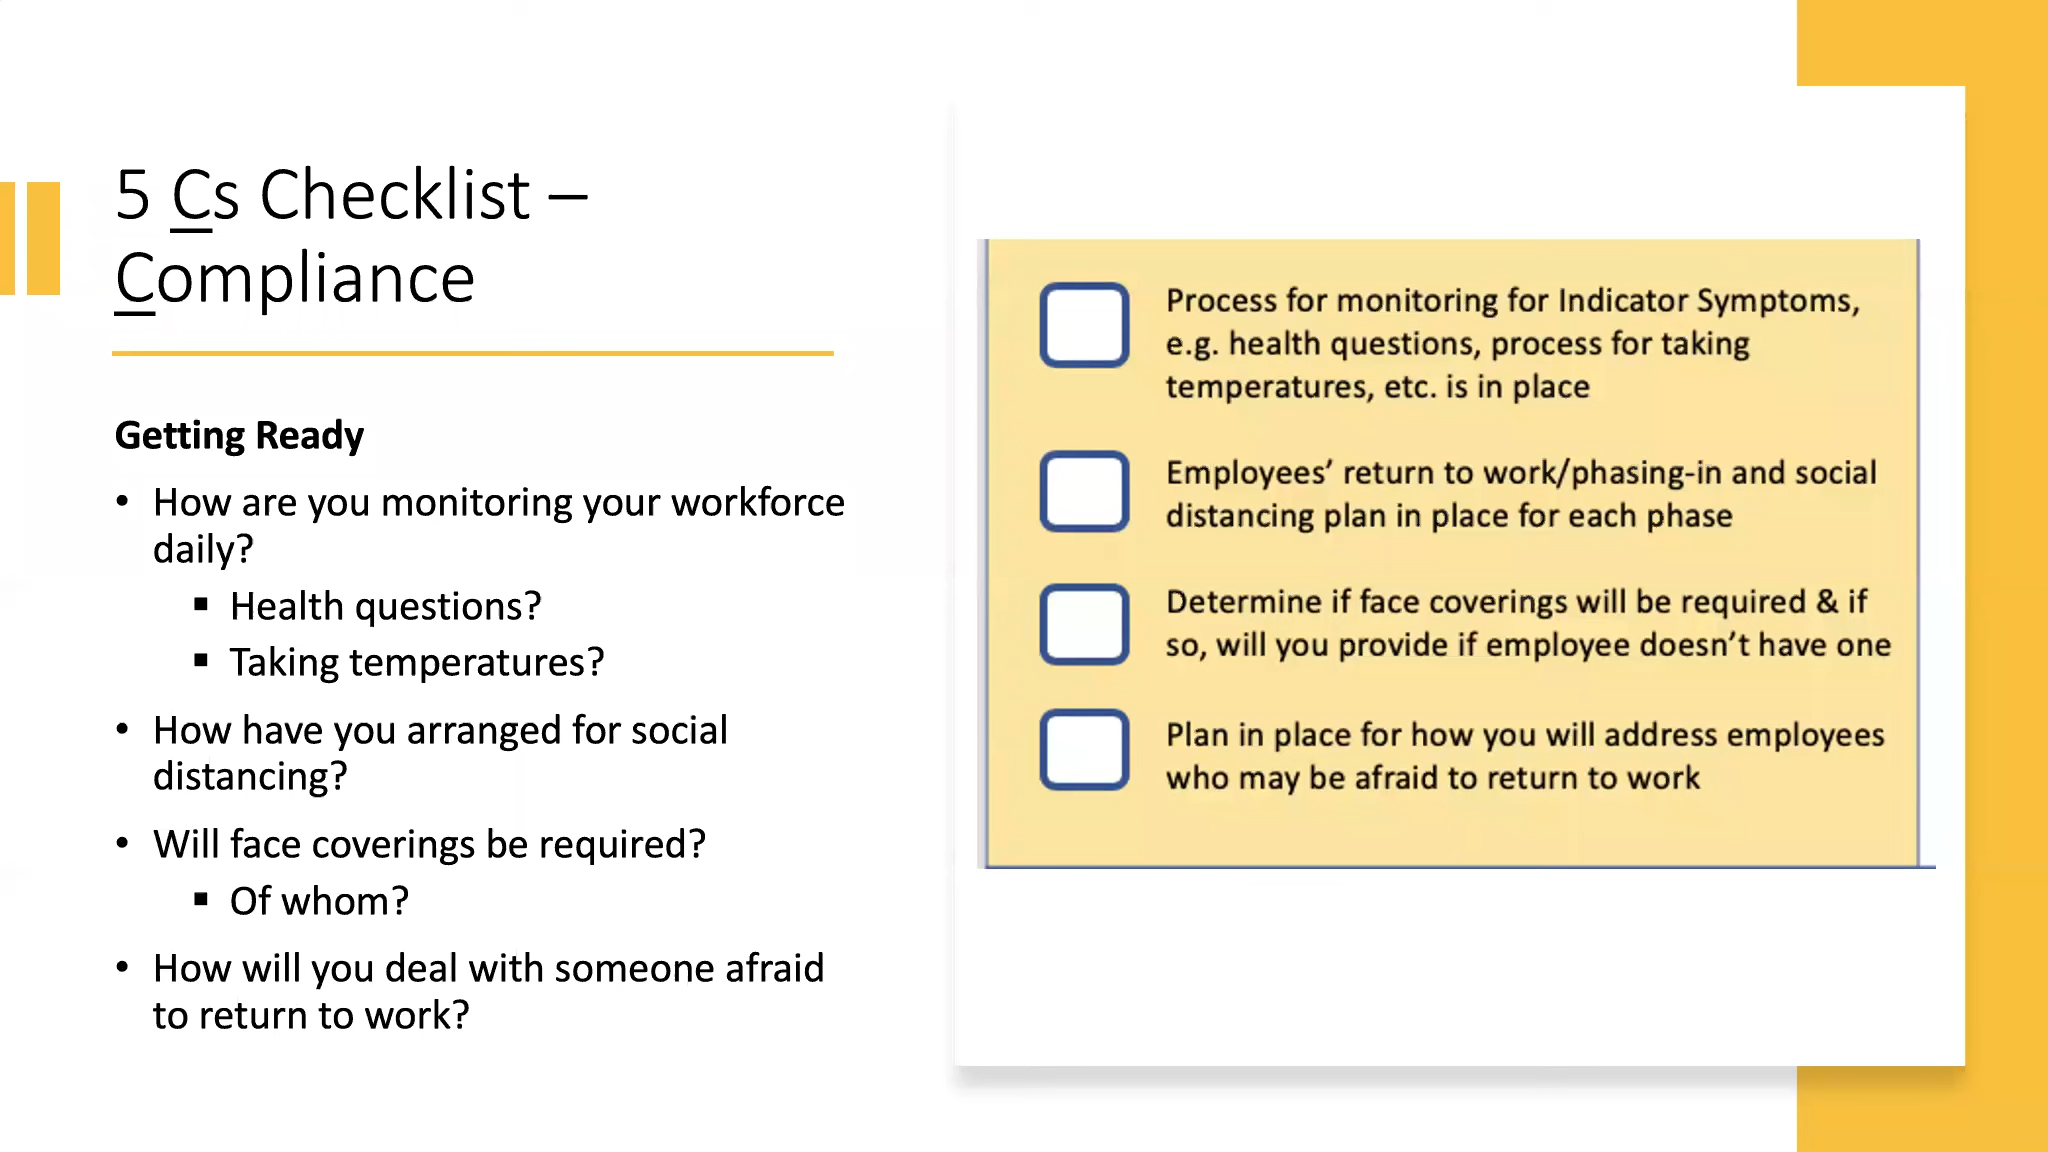 5 Cs Checklist –
Compliance
Getting Ready
• How are you monitoring your workforce
daily?
▪ Health questions?
▪ Taking temperatures?
• How have you arranged for social
distancing?
• Will face coverings be required?
▪ Of whom?
• How will you deal with someone afraid
to return to work?
Process for monitoring for Indicator Symptoms,
e.g. health questions, process for taking
temperatures, etc. is in place
Employees’ return to work/phasing-in and social
distancing plan in place for each phase
Determine if face coverings will be required & if
so, will you provide if employee doesn’t have one
Plan in place for how you will address employees
who may be afraid to return to work